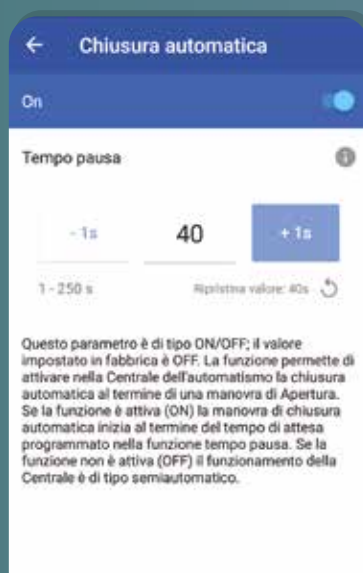 Chiusura automatica
On
Tempo pausa
- 1s
40
+ 1s
1 - 250 s
Ripristina valore: 40s
Questo parametro è di tipo ON/OFF; il valore
impostato in fabbrica è OFF. La funzione permette di
attivare nella Centrale dell'automatismo la chiusura
automatica al termine di una manovra di Apertura.
Se la funzione è attiva (ON) la manovra di chiusura
automatica inizia al termine del tempo di attesa
programmato nella funzione tempo pausa. Se la
funzione non è attiva (OFF) il funzionamento della
Centrale è di tipo semiautomatico.